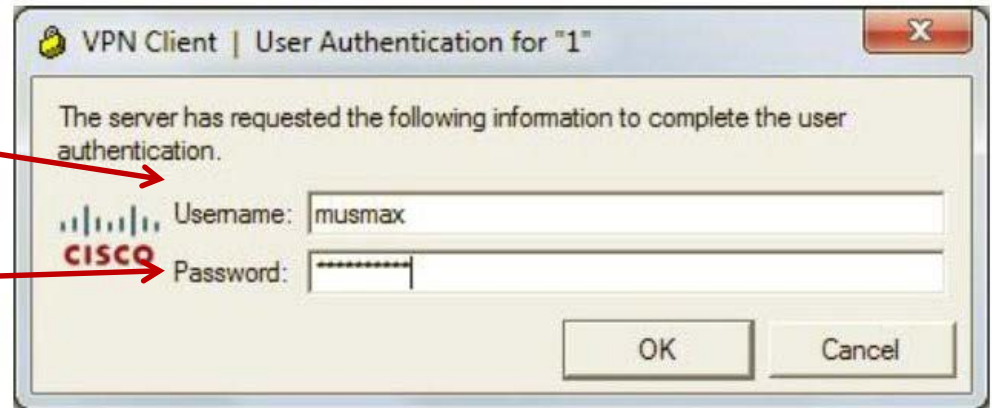 VPN Client | User Authentication for "1"
The server has requested the following information to complete the user
authentication.
Username: musmax
CISCO
Password: **********
OK Cancel